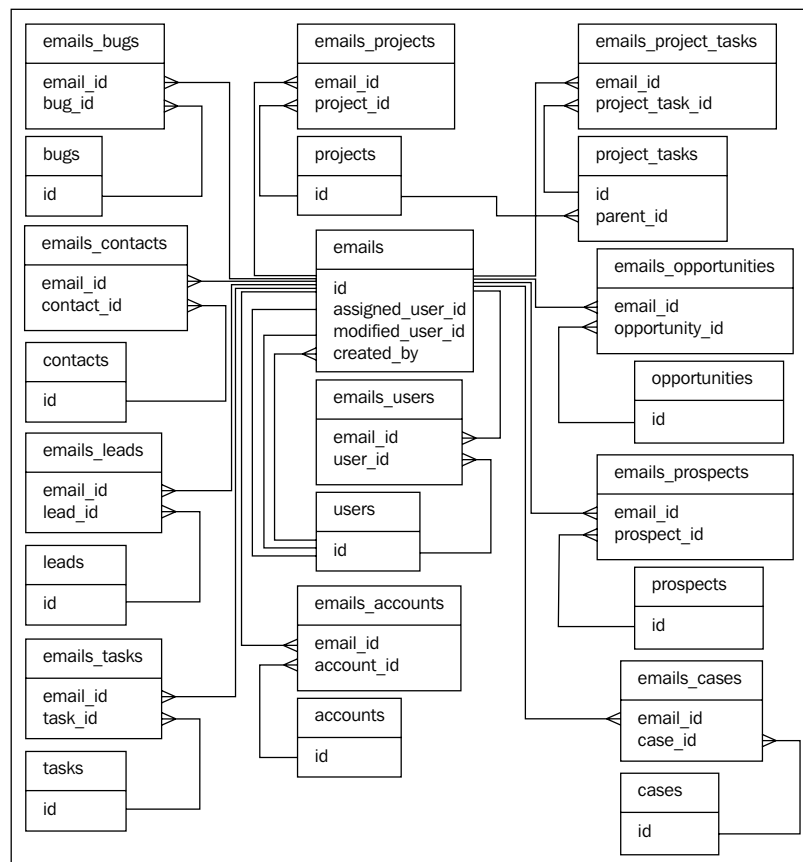 emails_bugs
email_id
bug_id
bugs
id
emails_contacts
email_id
contact_id
contacts
id
emails_leads
email_id
lead_id
leads
id
emails_tasks
email_id
task_id
tasks
id
emails_projects
email_id
project_id
projects
id
emails
id
assigned_user_id
modified_user_id
created_by
emails_users
email_id
user_id
users
id
emails_accounts
email_id
account_id
accounts
id
emails_project_tasks
email_id
project_task_id
project_tasks
id
parent_id
emails_opportunities
email_id
opportunity_id
opportunities
id
emails_prospects
email_id
prospect_id
prospects
id
emails_cases
email_id
case_id
cases
id